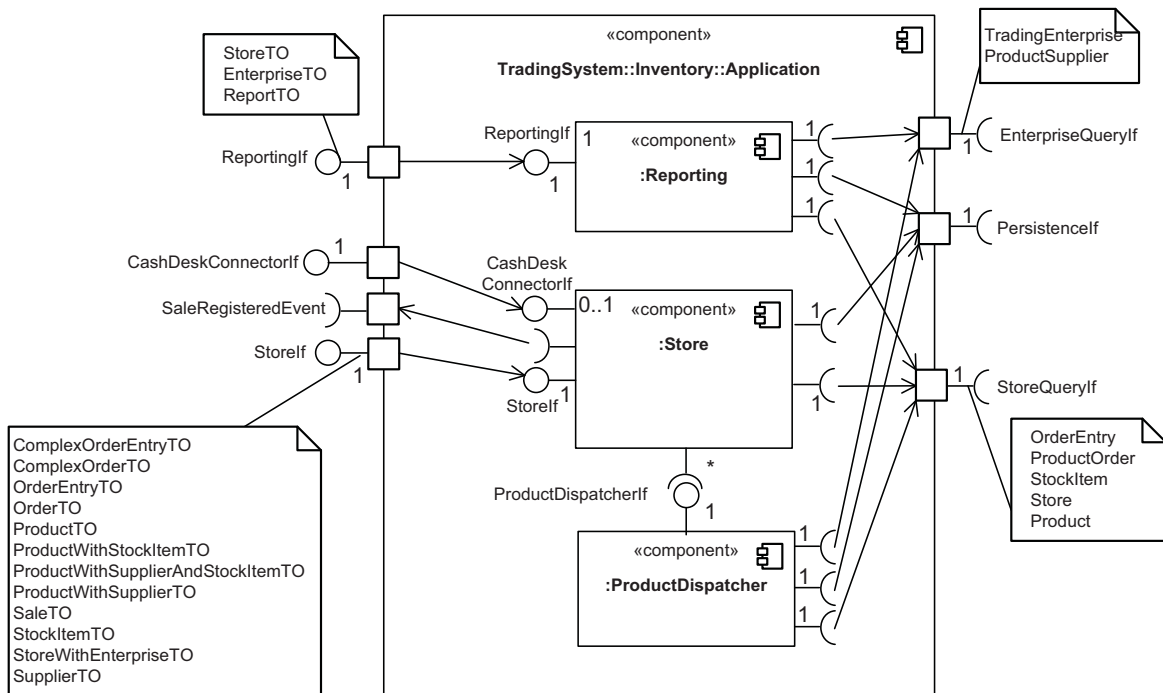 StoreTO
EnterpriseTO
ReportTO
«component»
TradingSystem::Inventory::Application
TradingEnterprise
ProductSupplier
ReportingIf
1
ReportingIf
1
1
«component»
:Reporting
1
1
1
1
EnterpriseQueryIf
1
PersistenceIf
CashDeskConnectorIf
1
CashDesk
ConnectorIf
SaleRegisteredEvent
StoreIf
1
0..1
«component»
:Store
StoreIf
1
1
1
1
StoreQueryIf
OrderEntry
ProductOrder
StockItem
Store
Product
ProductDispatcherIf
*
1
«component»
:ProductDispatcher
1
1
1
ComplexOrderEntryTO
ComplexOrderTO
OrderEntryTO
OrderTO
ProductTO
ProductWithStockItemTO
ProductWithSupplierAndStockItemTO
ProductWithSupplierTO
SaleTO
StockItemTO
StoreWithEnterpriseTO
SupplierTO